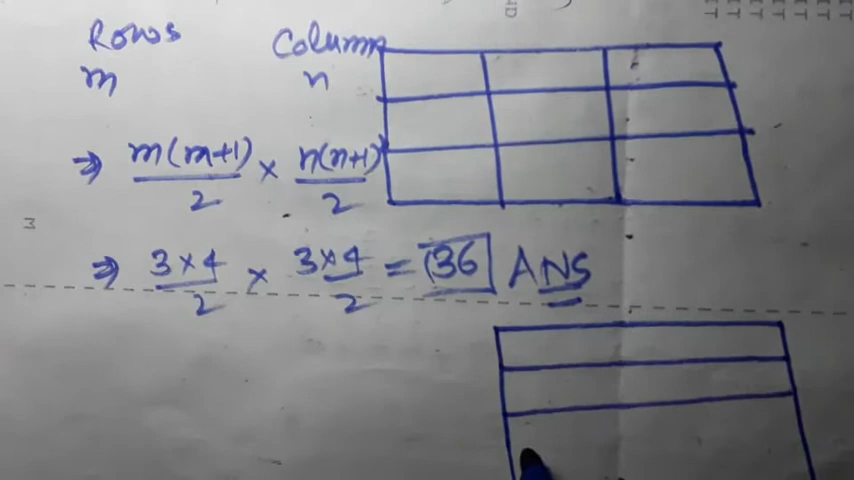 Rows Column
m n
⇒ m(m+1)/2 × n(n+1)/2
⇒ 3×4/2 × 3×4/2 = 36 ANS